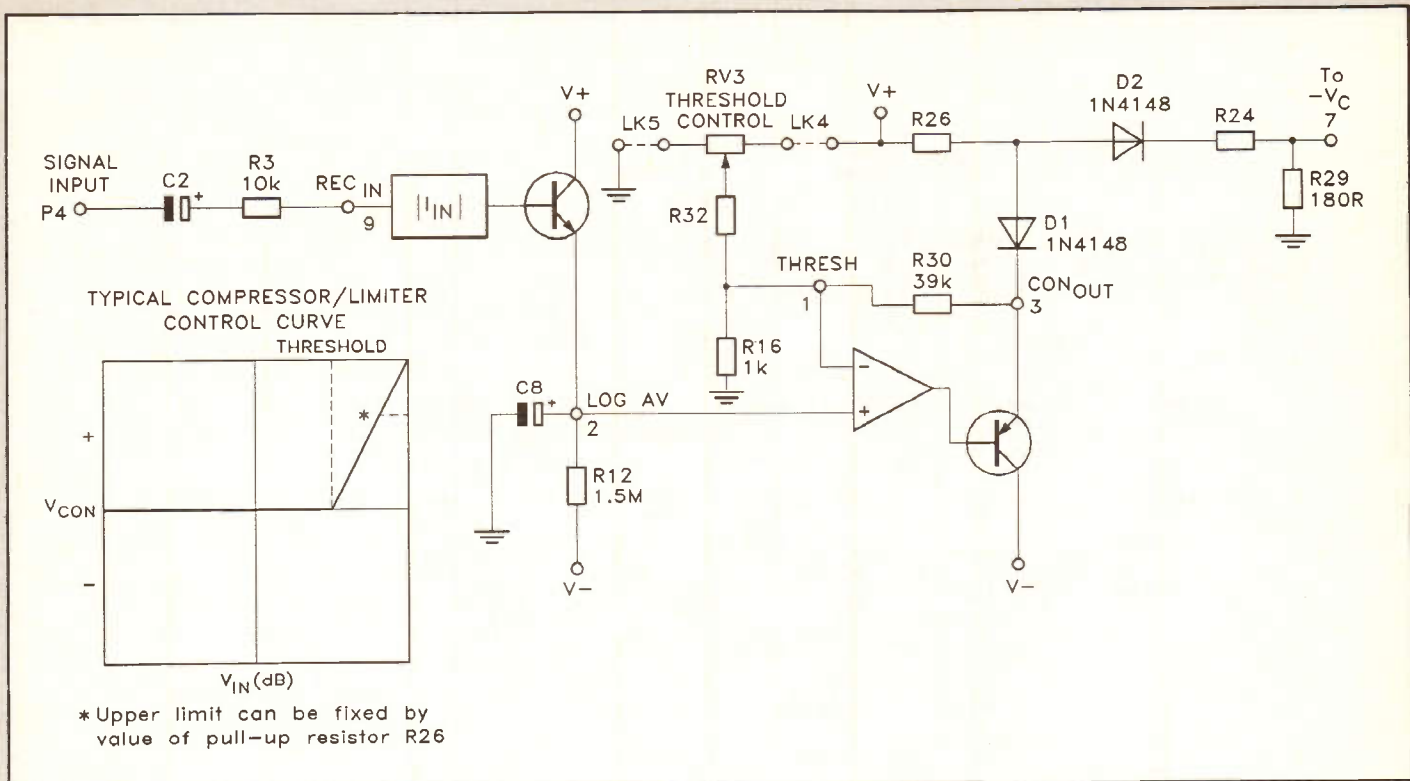 SIGNAL
INPUT
P4
C2
+
R3
10k
REC IN
9
|I IN|
V+
LK5
RV3
THRESHOLD
CONTROL
LK4
V+
R26
D2
1N4148
R24
To
-VC
7
R29
180R
R32
D1
1N4148
THRESH
1
R30
39k
CON OUT
3
R16
1k
C8
+
LOG AV
2
-
+
R12
1.5M
V-
V-
TYPICAL COMPRESSOR/LIMITER
CONTROL CURVE
THRESHOLD
*
+
VCON
-
VIN(dB)
* Upper limit can be fixed by
value of pull-up resistor R26